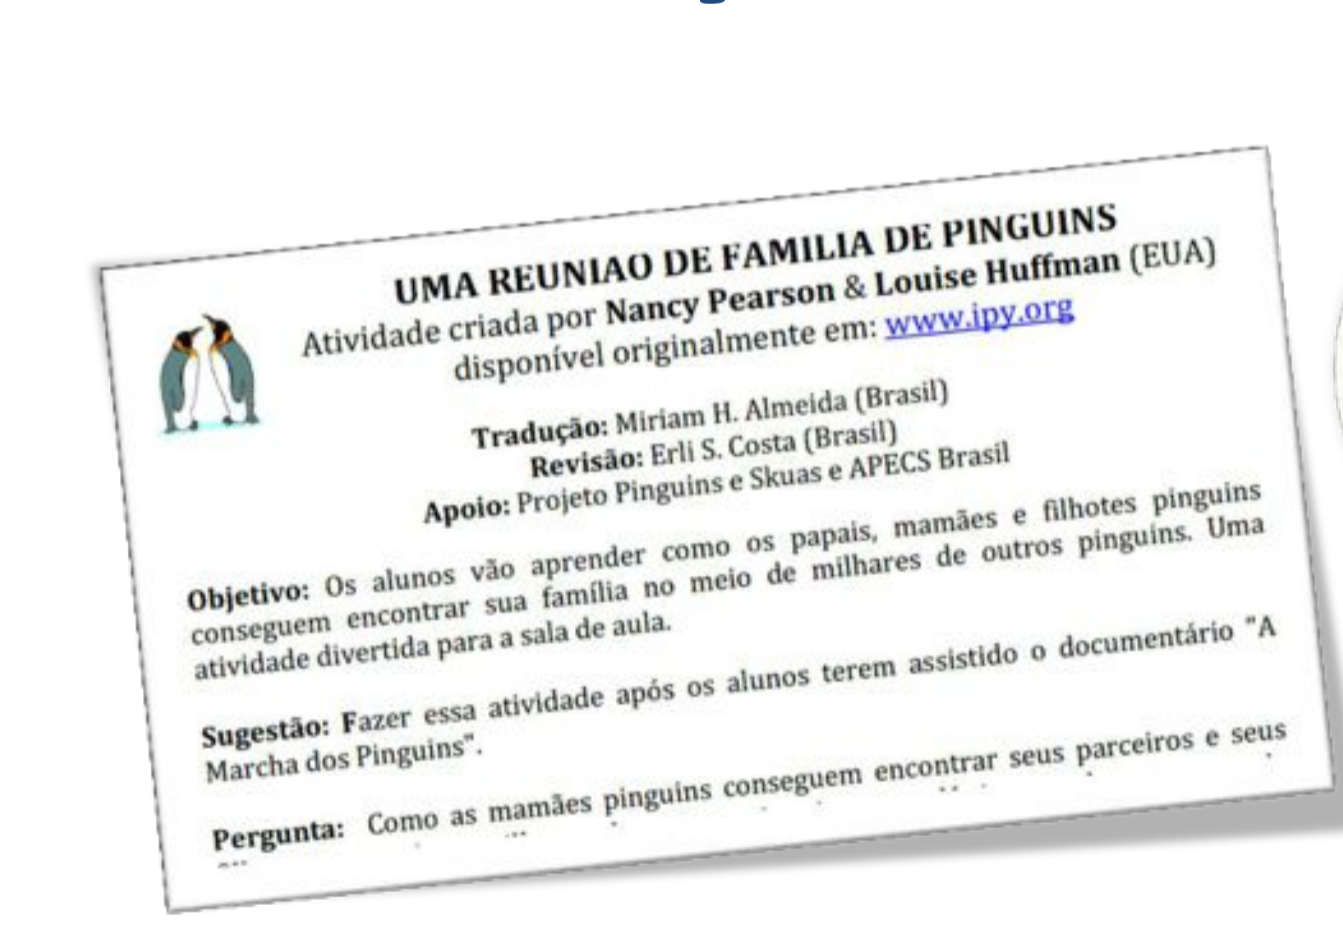 UMA REUNIAO DE FAMILIA DE PINGUINS
Atividade criada por Nancy Pearson & Louise Huffman (EUA)
disponível originalmente em: www.ipy.org
Tradução: Miriam H. Almeida (Brasil)
Revisão: Erli S. Costa (Brasil)
Apoio: Projeto Pinguins e Skuas e APECS Brasil
Objetivo: Os alunos vão aprender como os papais, mamães e filhotes pinguins
conseguem encontrar sua família no meio de milhares de outros pinguins. Uma
atividade divertida para a sala de aula.
Sugestão: Fazer essa atividade após os alunos terem assistido o documentário "A
Marcha dos Pinguins".
Pergunta: Como as mamães pinguins conseguem encontrar seus parceiros e seus